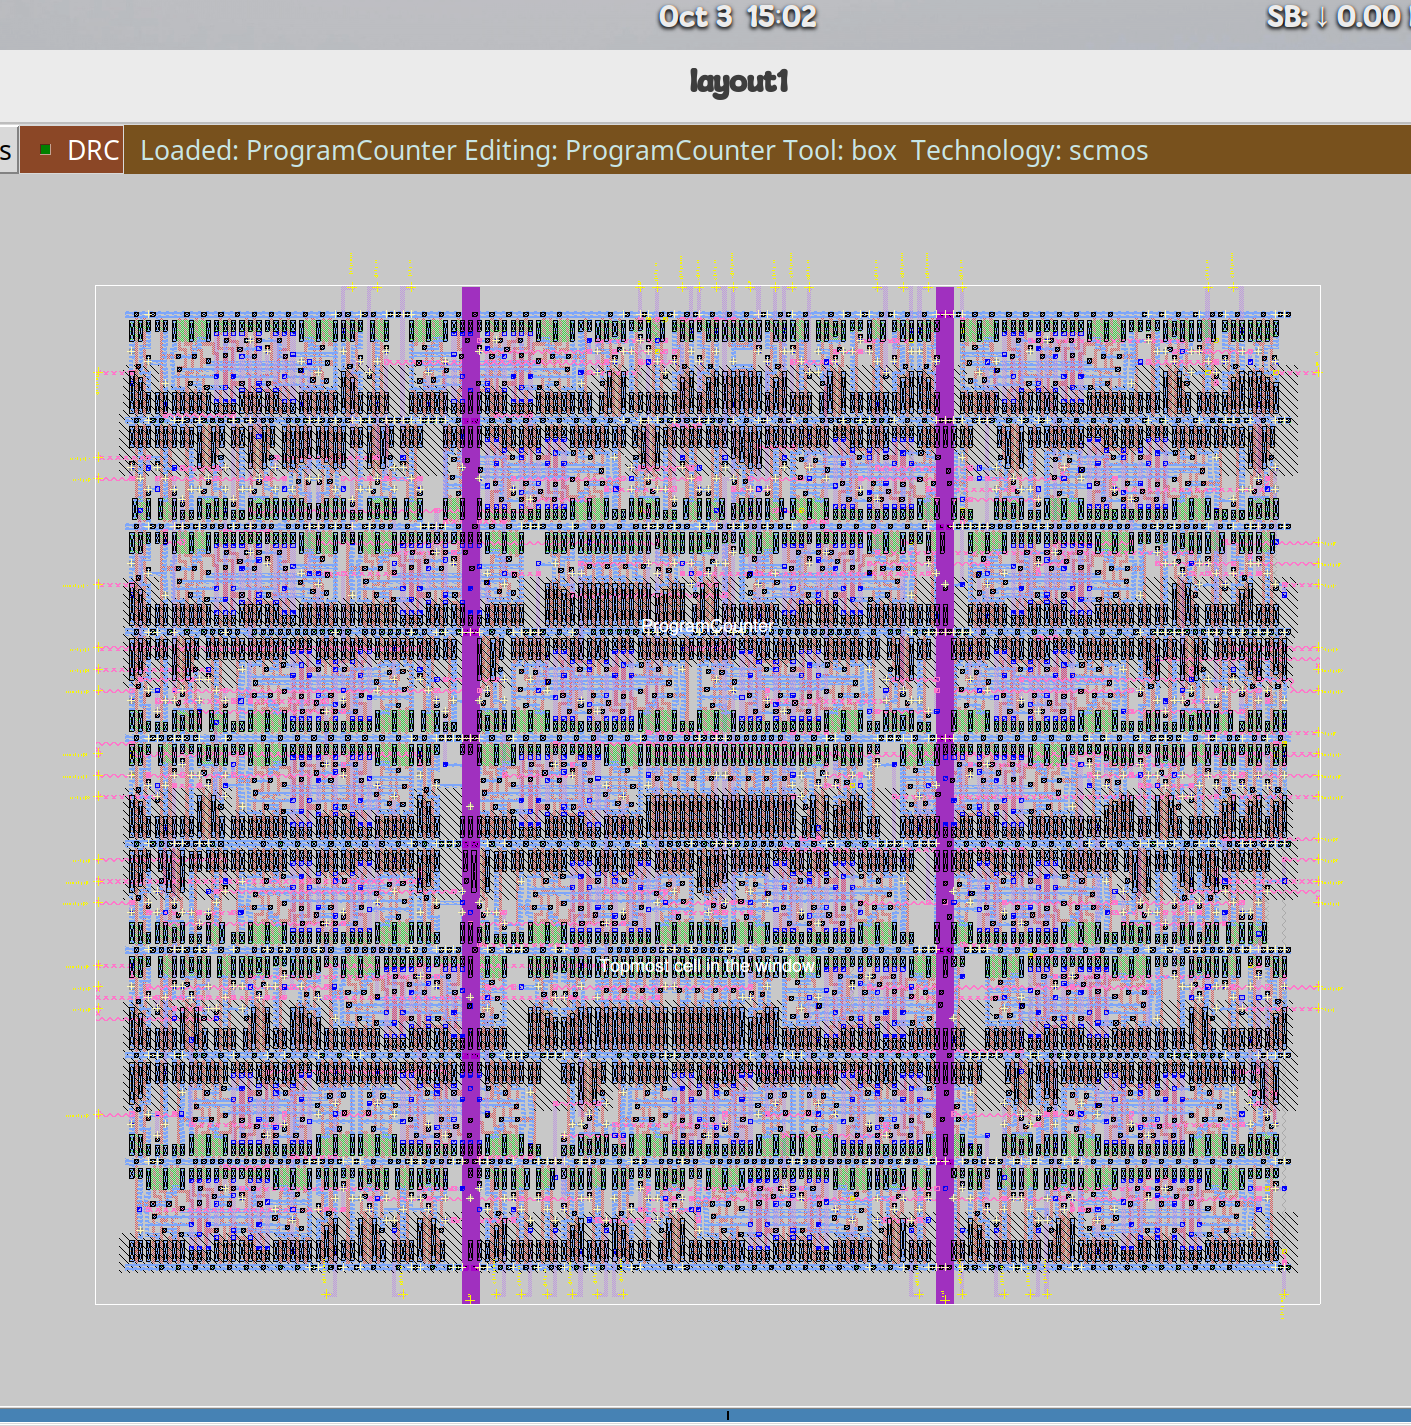 Oct 3 15:02
SB: ↓ 0.00
layout1
s DRC Loaded: ProgramCounter Editing: ProgramCounter Tool: box Technology: scmos
ProgramCounter
Topmost cell in the window